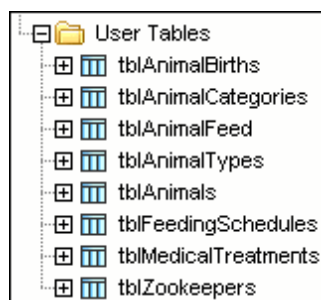 User Tables
tblAnimalBirths
tblAnimalCategories
tblAnimalFeed
tblAnimalTypes
tblAnimals
tblFeedingSchedules
tblMedicalTreatments
tblZookeepers